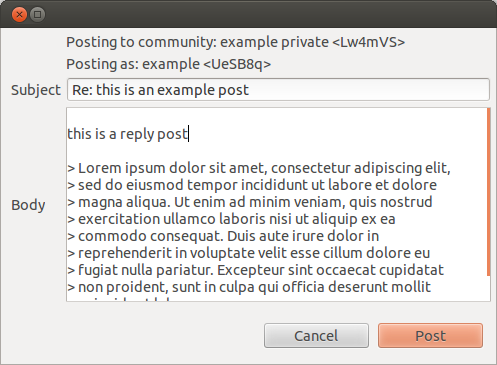 Posting to community: example private <Lw4mVS>
Posting as: example <UeSB8q>
Subject Re: this is an example post
this is a reply post
> Lorem ipsum dolor sit amet, consectetur adipiscing elit,
> sed do eiusmod tempor incididunt ut labore et dolore
> magna aliqua. Ut enim ad minim veniam, quis nostrud
Body
> exercitation ullamco laboris nisi ut aliquip ex ea
> commodo consequat. Duis aute irure dolor in
> reprehenderit in voluptate velit esse cillum dolore eu
> fugiat nulla pariatur. Excepteur sint occaecat cupidatat
> non proident, sunt in culpa qui officia deserunt mollit
Cancel Post